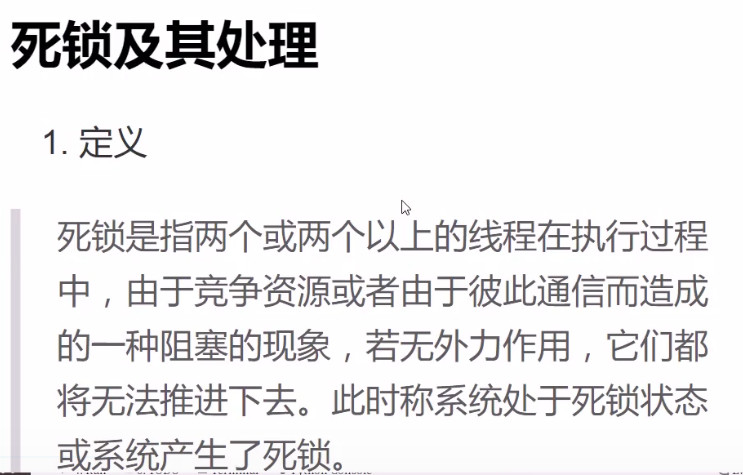 死锁及其处理
1. 定义
死锁是指两个或两个以上的线程在执行过程
中，由于竞争资源或者由于彼此通信而造成
的一种阻塞的现象，若无外力作用，它们都
将无法推进下去。此时称系统处于死锁状态
或系统产生了死锁。